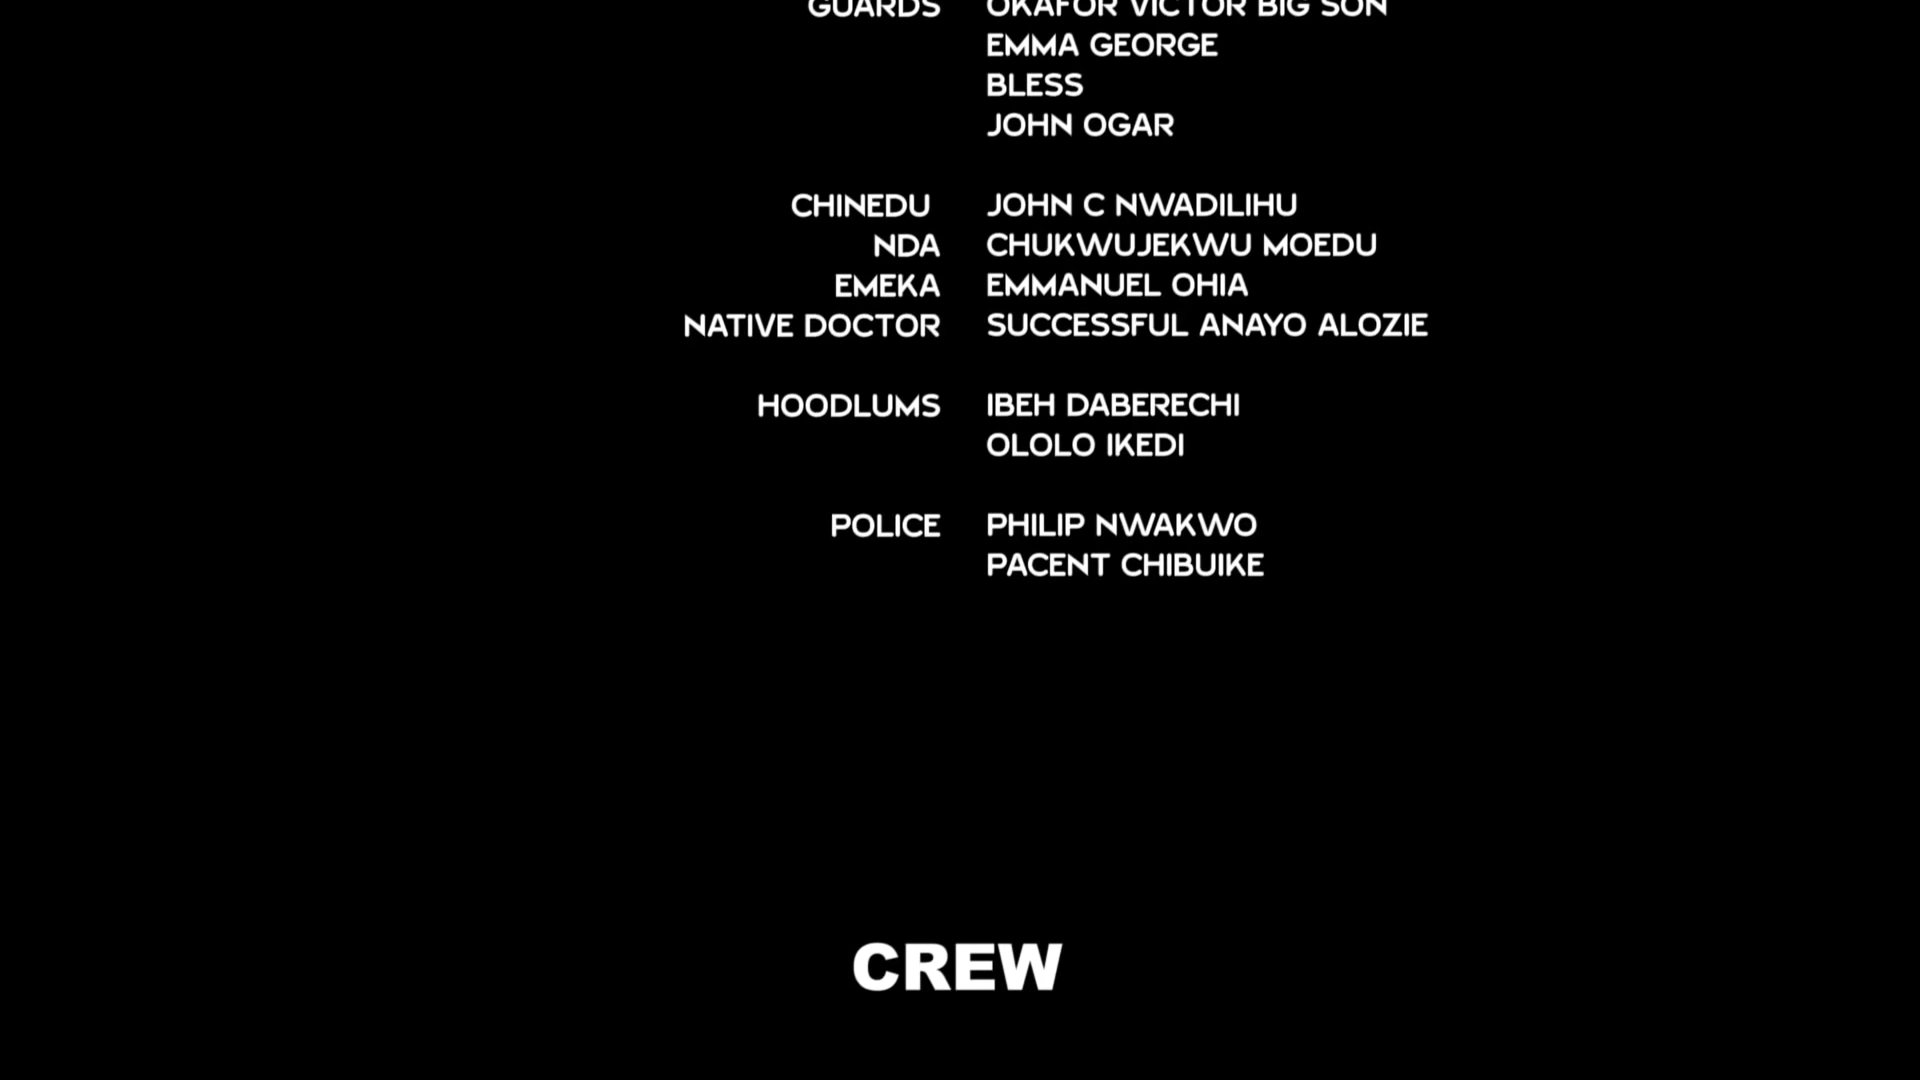 GUARDS OKAFOR VICTOR BIG SON
EMMA GEORGE
BLESS
JOHN OGAR
CHINEDU JOHN C NWADILIHU
NDA CHUKWUJEKWU MOEDU
EMEKA EMMANUEL OHIA
NATIVE DOCTOR SUCCESSFUL ANAYO ALOZIE
HOODLUMS IBEH DABERECHI
OLOLO IKEDI
POLICE PHILIP NWAKWO
PACENT CHIBUIKE
CREW